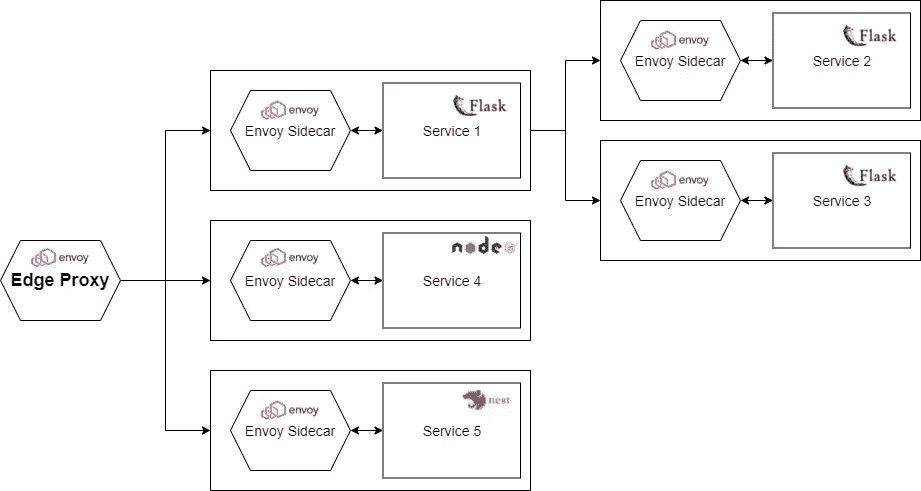 envoy
Edge Proxy
envoy
Envoy Sidecar
Flask
Service 1
envoy
Envoy Sidecar
Flask
Service 2
envoy
Envoy Sidecar
Flask
Service 3
envoy
Envoy Sidecar
node
Service 4
envoy
Envoy Sidecar
nest
Service 5